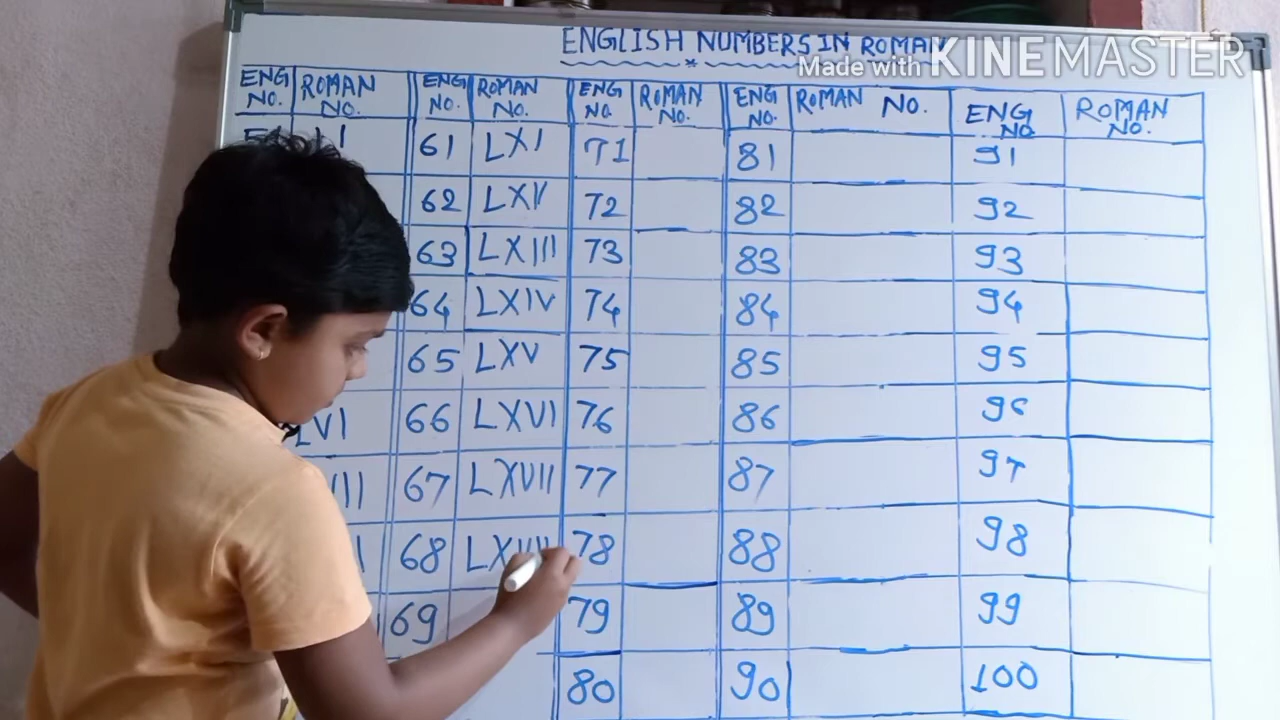 ENGLISH NUMBERS IN ROMAN
Made with KINEMASTER
ENG NO. ROMAN NO. ENG NO. ROMAN NO. ENG NO. ROMAN NO. ENG NO. ROMAN NO. ENG NO. ROMAN NO.
61 LXI 71 81 91
62 LXII 72 82 92
63 LXIII 73 83 93
64 LXIV 74 84 94
65 LXV 75 85 95
LVI 66 LXVI 76 86 96
67 LXVII 77 87 97
68 78 88 98
69 79 89 99
80 90 100